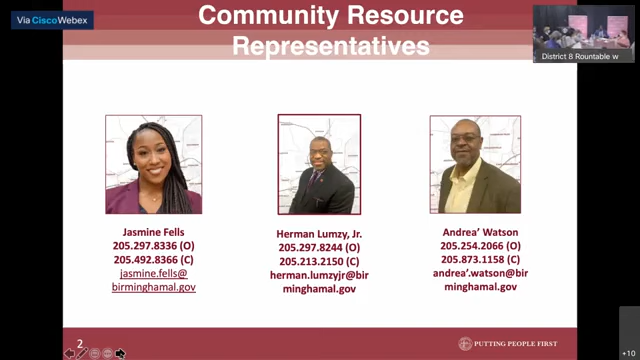 Via Cisco Webex
Community Resource
Representatives
District 8 Roundtable w
Jasmine Fells
205.297.8336 (O)
205.492.8366 (C)
jasmine.fells@
birminghamal.gov
Herman Lumzy, Jr.
205.297.8244 (O)
205.213.2150 (C)
herman.lumzyjr@bir
minghamal.gov
Andrea’ Watson
205.254.2066 (O)
205.873.1158 (C)
andrea’.watson@bir
minghamal.gov
2
PUTTING PEOPLE FIRST
+10